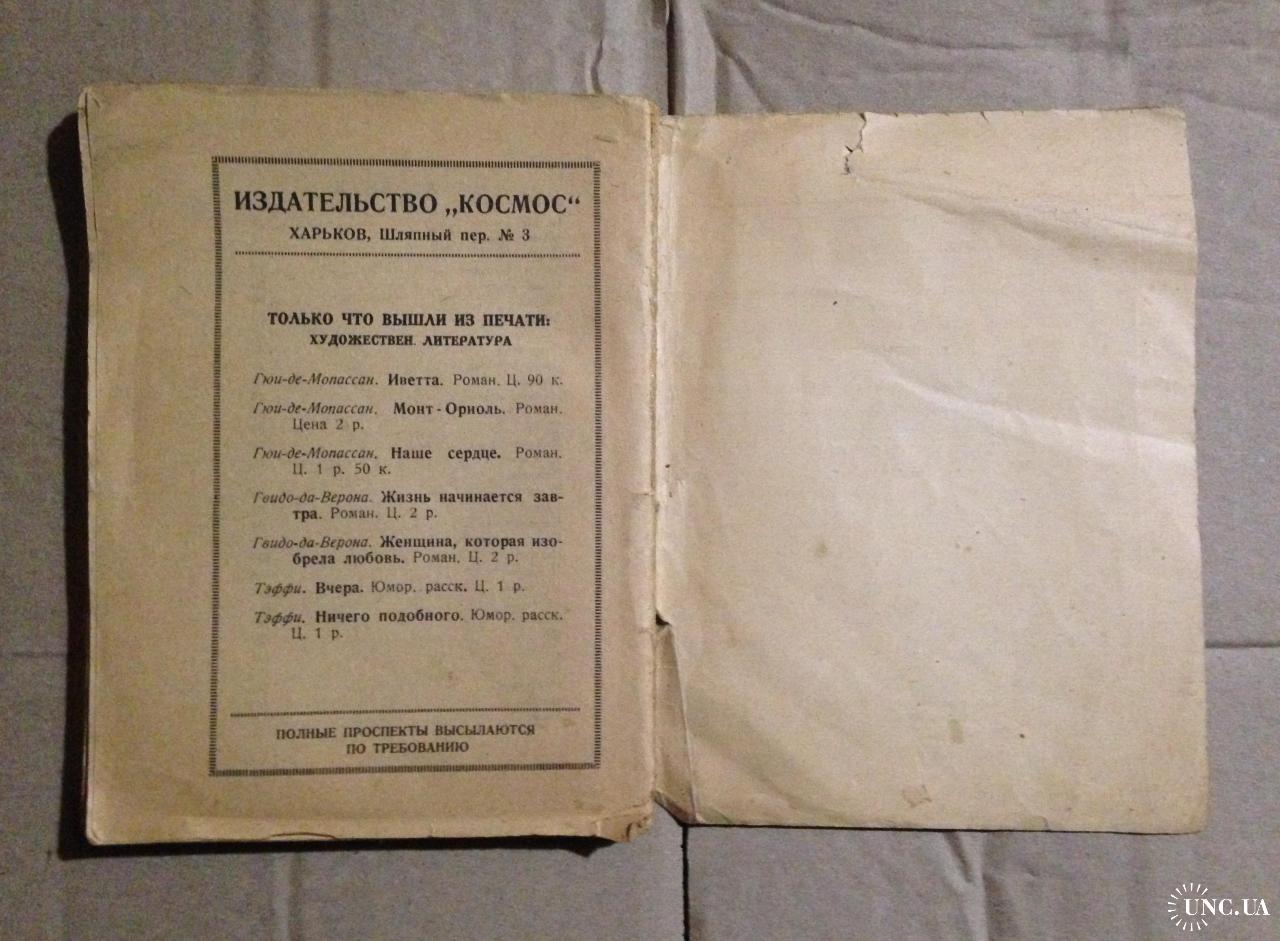 ИЗДАТЕЛЬСТВО „КОСМОС“
ХАРЬКОВ, Шляпный пер. № 3
ТОЛЬКО ЧТО ВЫШЛИ ИЗ ПЕЧАТИ:
ХУДОЖЕСТВЕН. ЛИТЕРАТУРА
Гюи-де-Мопассан. Иветта. Роман. Ц. 90 к.
Гюи-де-Мопассан. Монт-Ориоль. Роман.
Цена 2 р.
Гюи-де-Мопассан. Наше сердце. Роман.
Ц. 1 р. 50 к.
Гвидо-да-Верона. Жизнь начинается зав-
тра. Роман. Ц. 2 р.
Гвидо-да-Верона. Женщина, которая изо-
брела любовь. Роман. Ц. 2 р.
Тэффи. Вчера. Юмор. расск. Ц. 1 р.
Тэффи. Ничего подобного. Юмор. расск.
Ц. 1 р.
ПОЛНЫЕ ПРОСПЕКТЫ ВЫСЫЛАЮТСЯ
ПО ТРЕБОВАНИЮ
UNC.UA